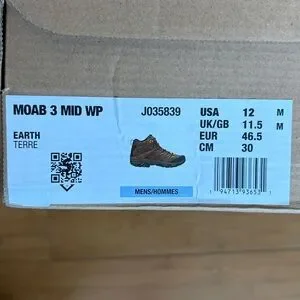 MOAB 3 MID WP
J035839
EARTH
TERRE
MENS/HOMMES
USA 12 M
UK/GB 11.5 M
EUR 46.5
CM 30